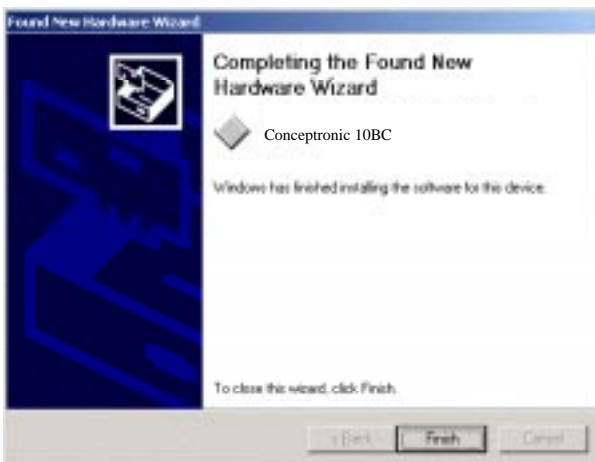 Found New Hardware Wizard
Completing the Found New
Hardware Wizard
Conceptronic 10BC
Windows has finished installing the software for this device.
To close this wizard, click Finish.
< Back
Finish
Cancel